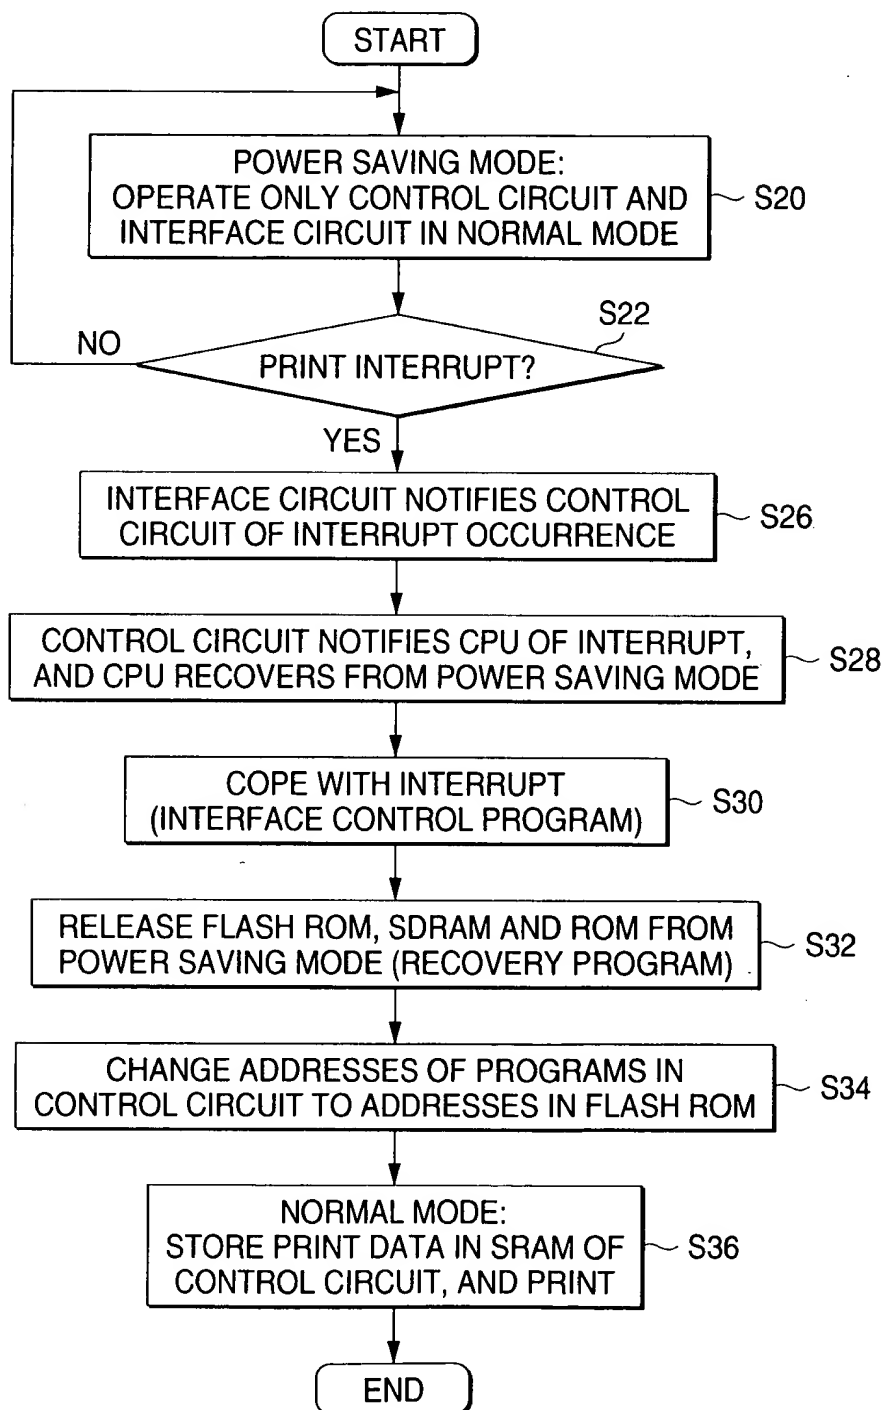 START
POWER SAVING MODE:
OPERATE ONLY CONTROL CIRCUIT AND
INTERFACE CIRCUIT IN NORMAL MODE
S20
S22
NO
PRINT INTERRUPT?
YES
INTERFACE CIRCUIT NOTIFIES CONTROL
CIRCUIT OF INTERRUPT OCCURRENCE
S26
CONTROL CIRCUIT NOTIFIES CPU OF INTERRUPT,
AND CPU RECOVERS FROM POWER SAVING MODE
S28
COPE WITH INTERRUPT
(INTERFACE CONTROL PROGRAM)
S30
RELEASE FLASH ROM, SDRAM AND ROM FROM
POWER SAVING MODE (RECOVERY PROGRAM)
S32
CHANGE ADDRESSES OF PROGRAMS IN
CONTROL CIRCUIT TO ADDRESSES IN FLASH ROM
S34
NORMAL MODE:
STORE PRINT DATA IN SRAM OF
CONTROL CIRCUIT, AND PRINT
S36
END